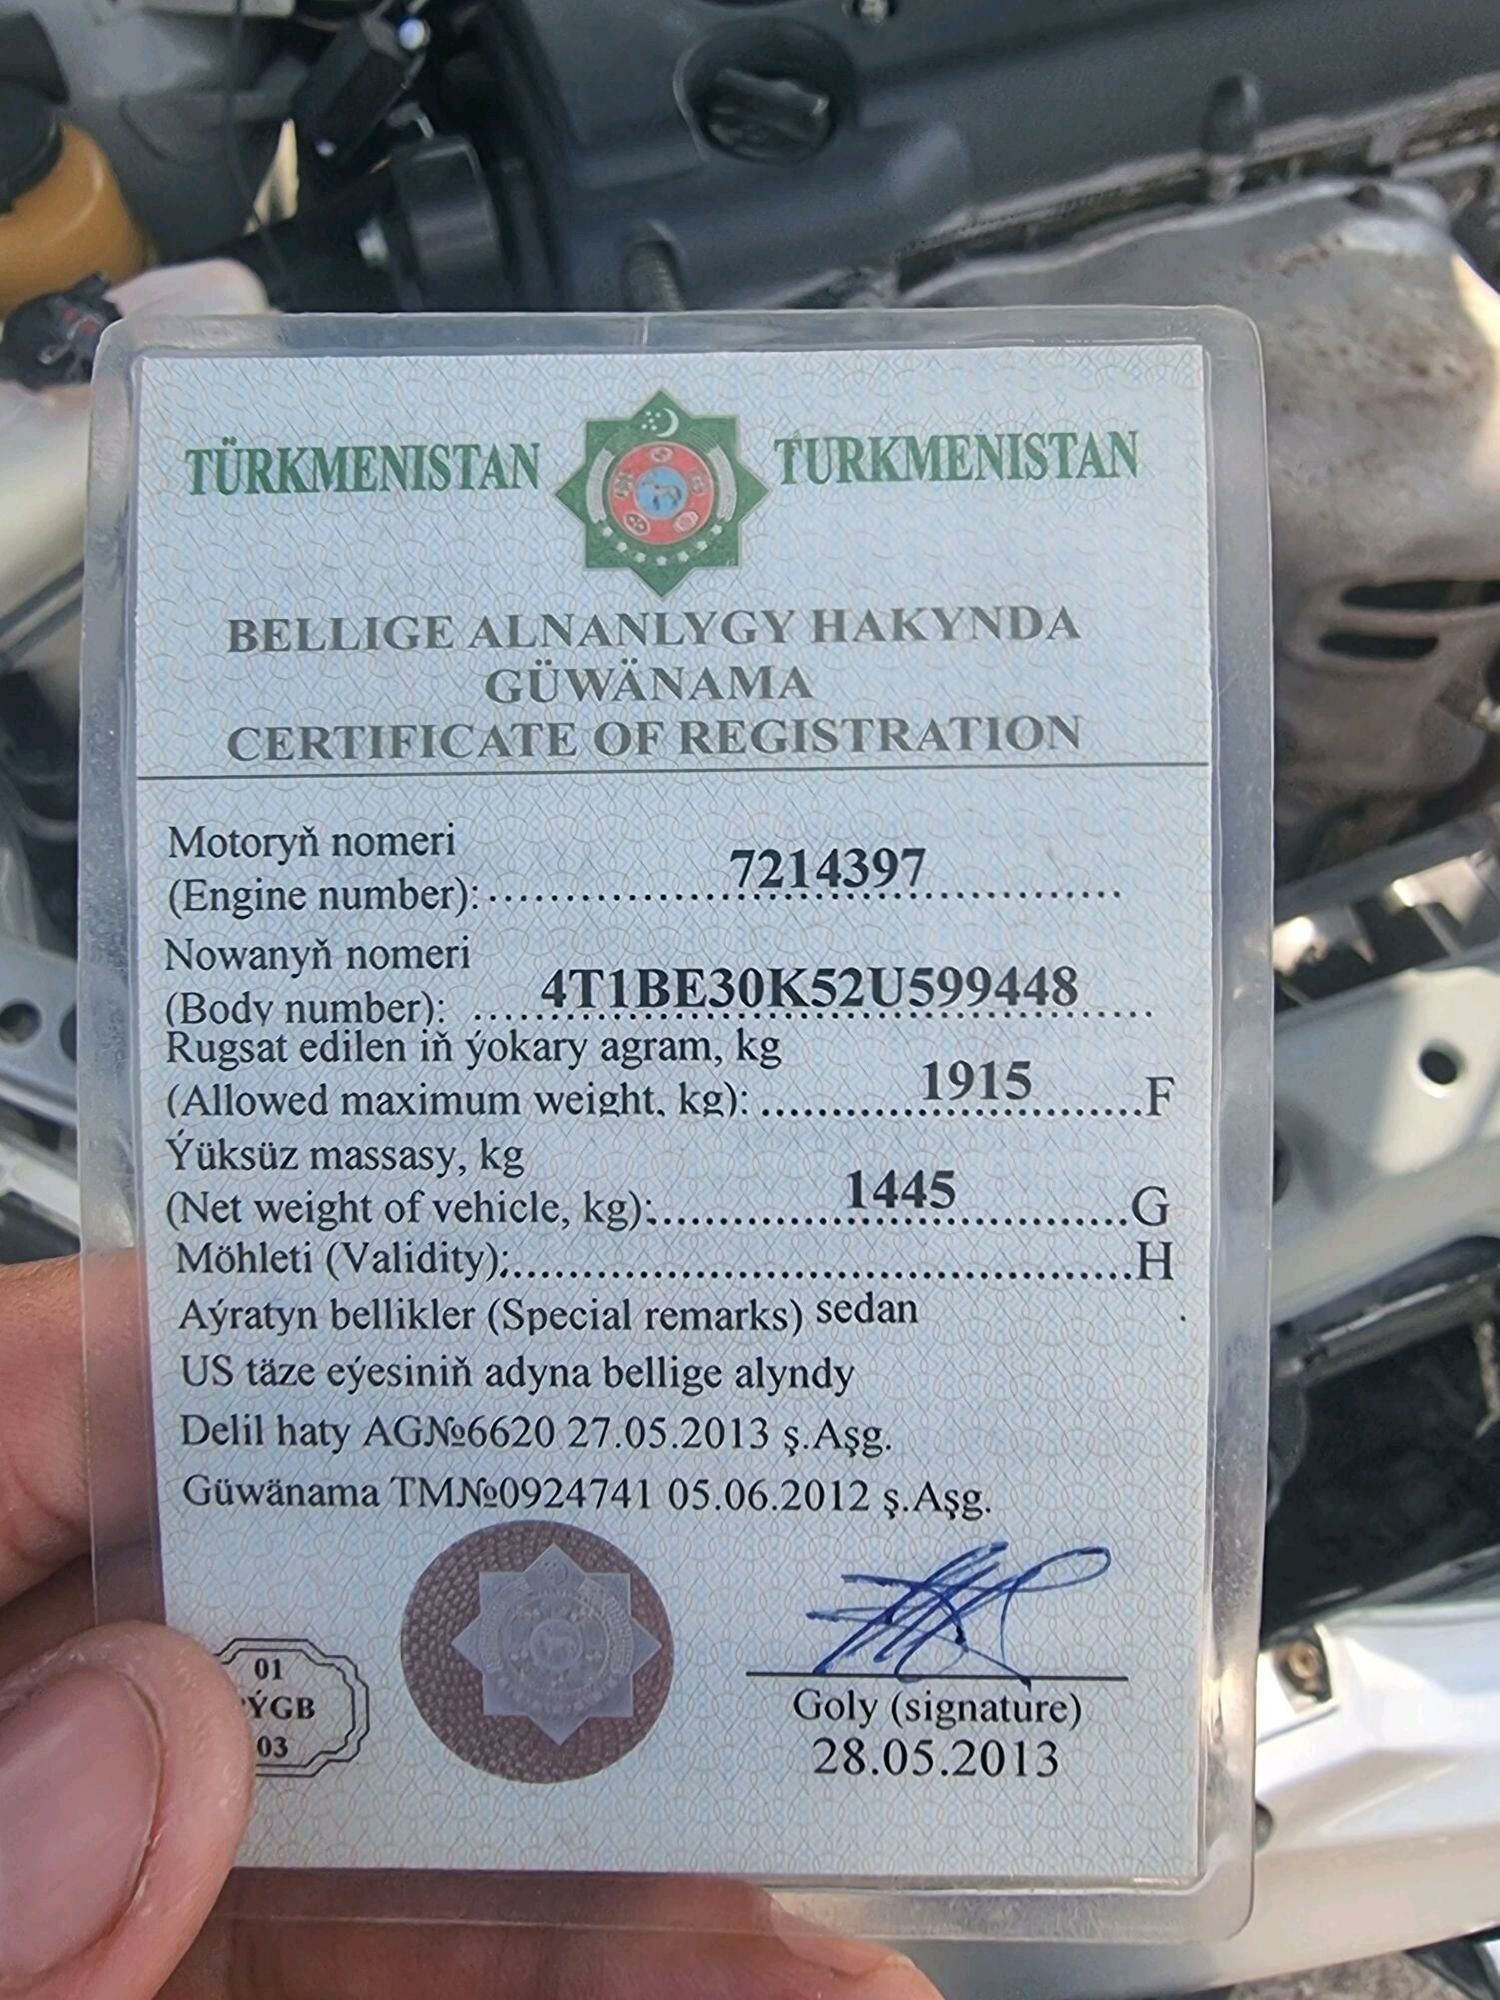 TÜRKMENISTAN TURKMENISTAN
BELLIGE ALNANLYGY HAKYNDA
GÜWÄNAMA
CERTIFICATE OF REGISTRATION
Motoryň nomeri
(Engine number):.......7214397.......
Nowanyň nomeri
(Body number): ....4T1BE30K52U599448....
Rugsat edilen iň ýokary agram, kg
(Allowed maximum weight, kg):.......1915.......F
Ýüksüz massasy, kg
(Net weight of vehicle, kg):.......1445.......G
Möhleti (Validity):..............H
Aýratyn bellikler (Special remarks) sedan
US täze eýesiniň adyna bellige alyndy
Delil haty AG№6620 27.05.2013 ş.Aşg.
Güwänama TM№0924741 05.06.2012 ş.Aşg.
01
03
Goly (signature)
28.05.2013